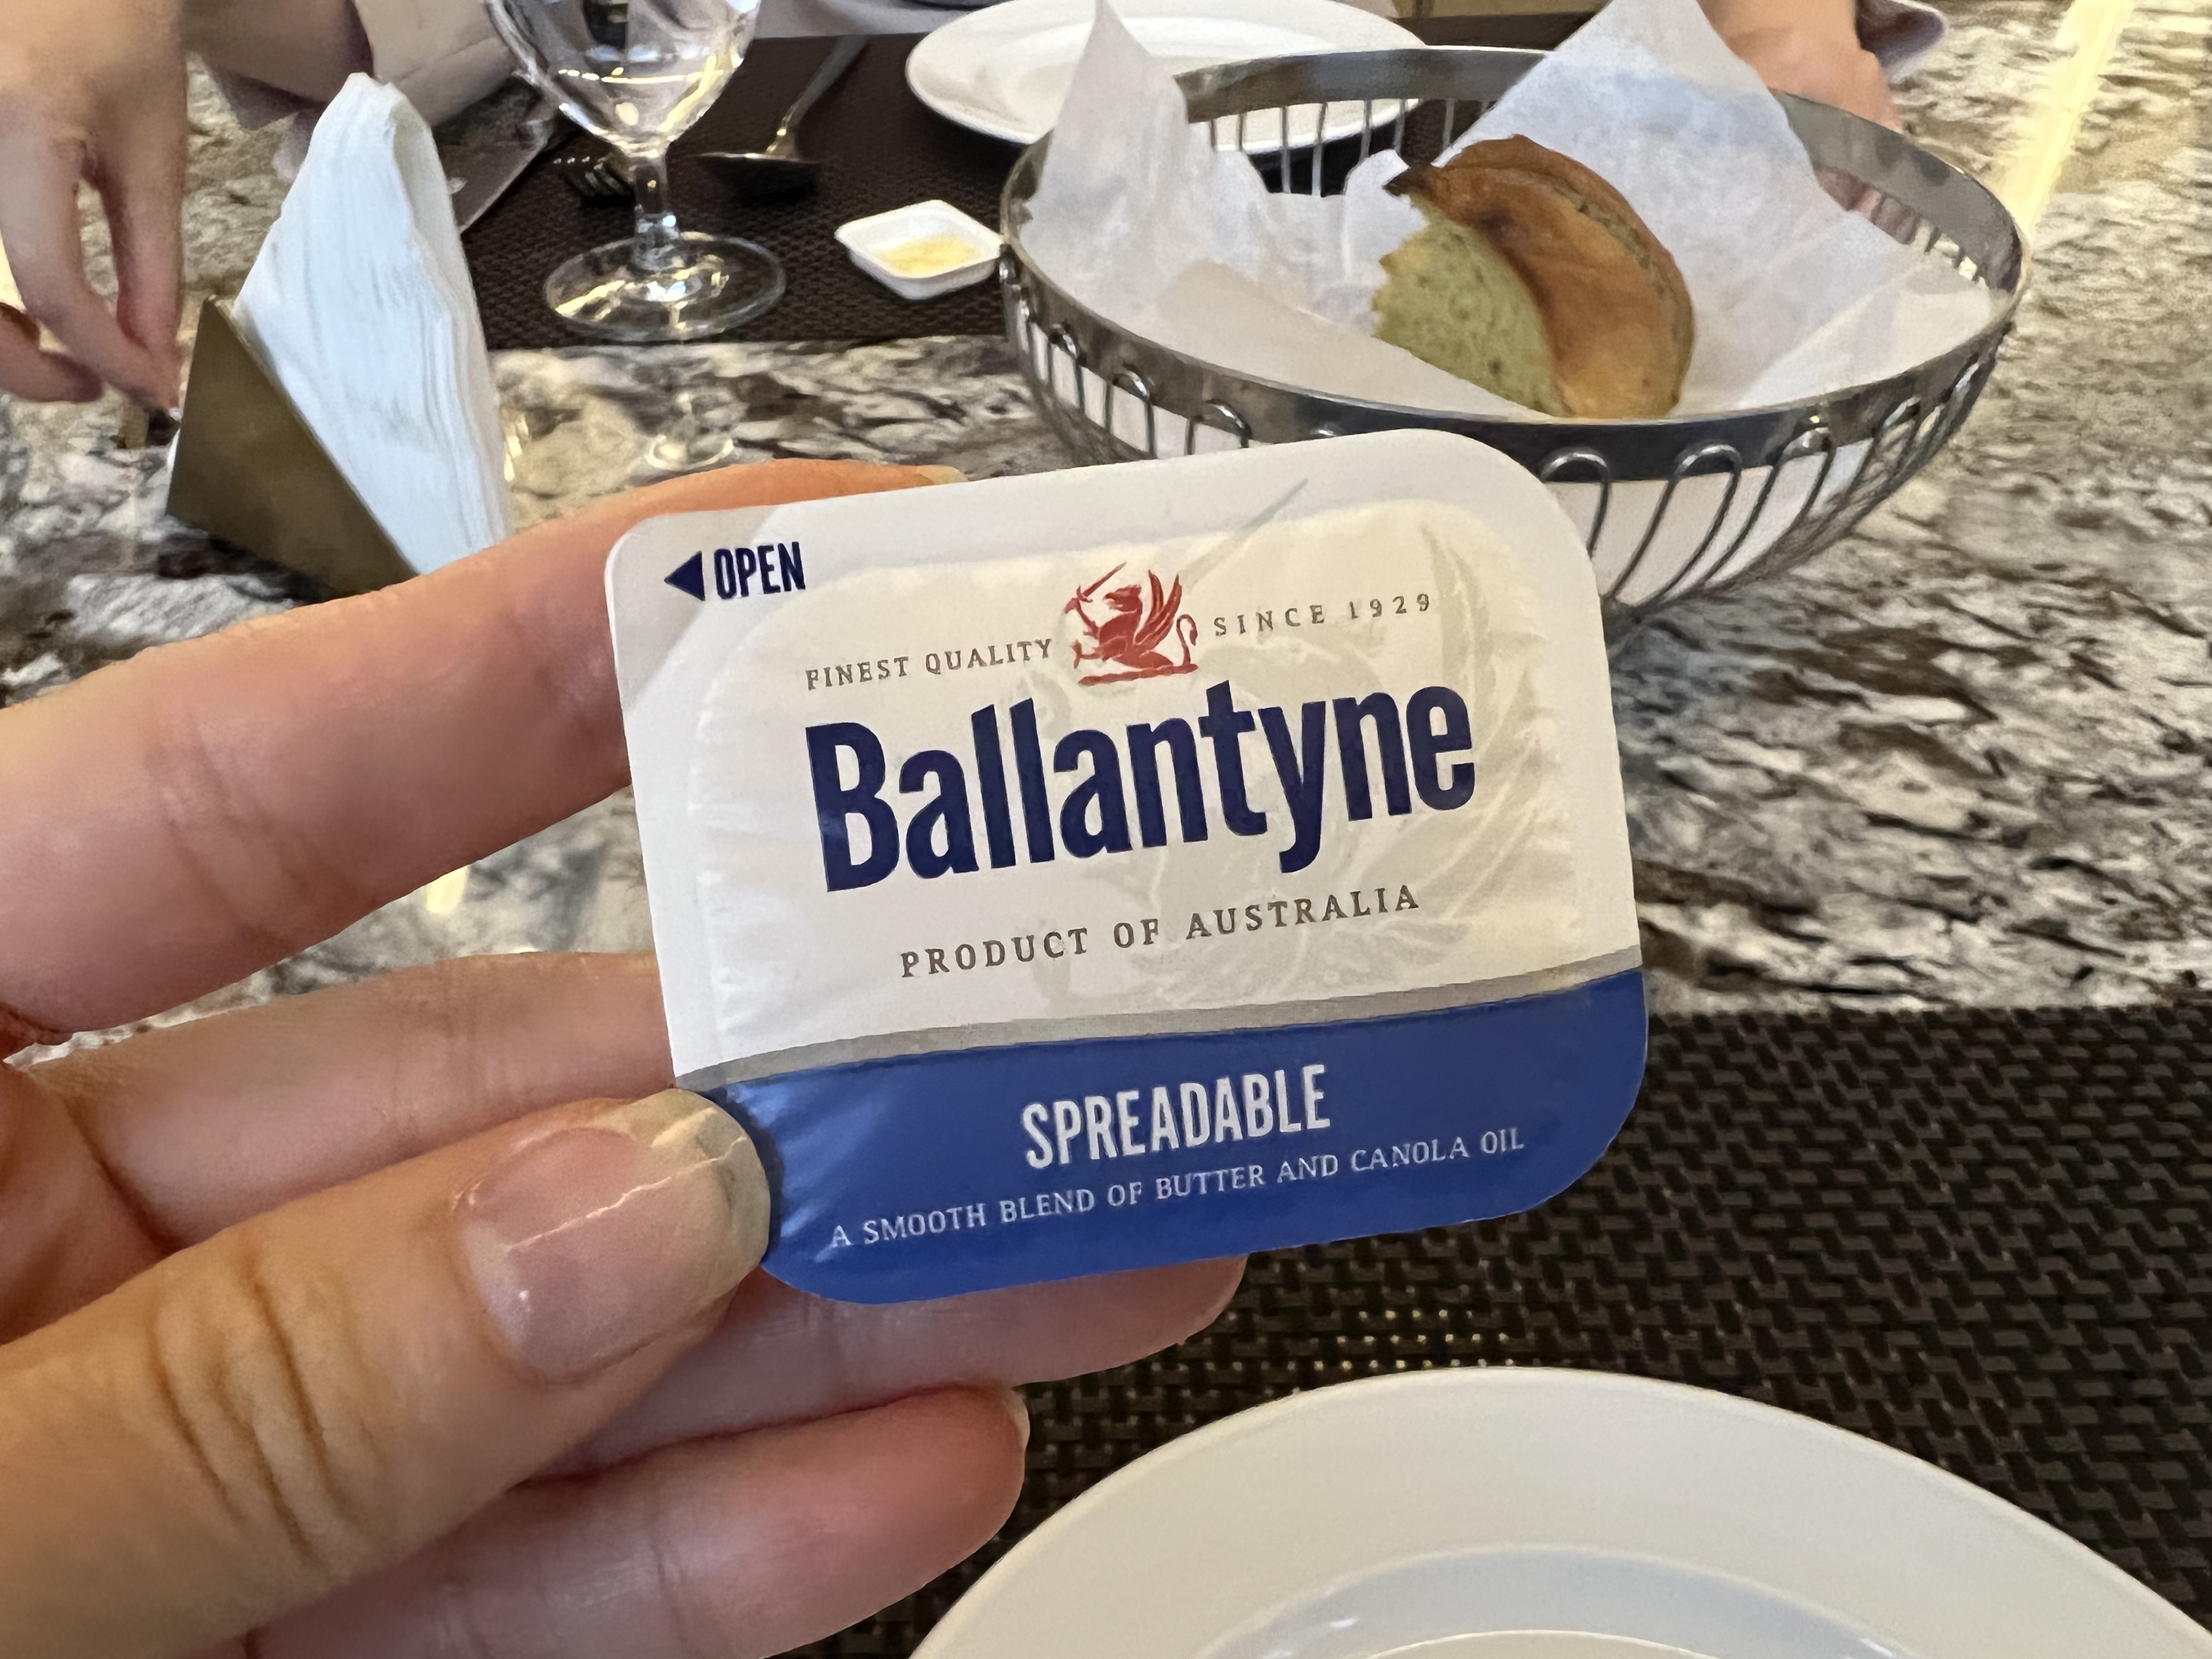 OPEN
FINEST QUALITY SINCE 1929
Ballantyne
PRODUCT OF AUSTRALIA
SPREADABLE
A SMOOTH BLEND OF BUTTER AND CANOLA OIL